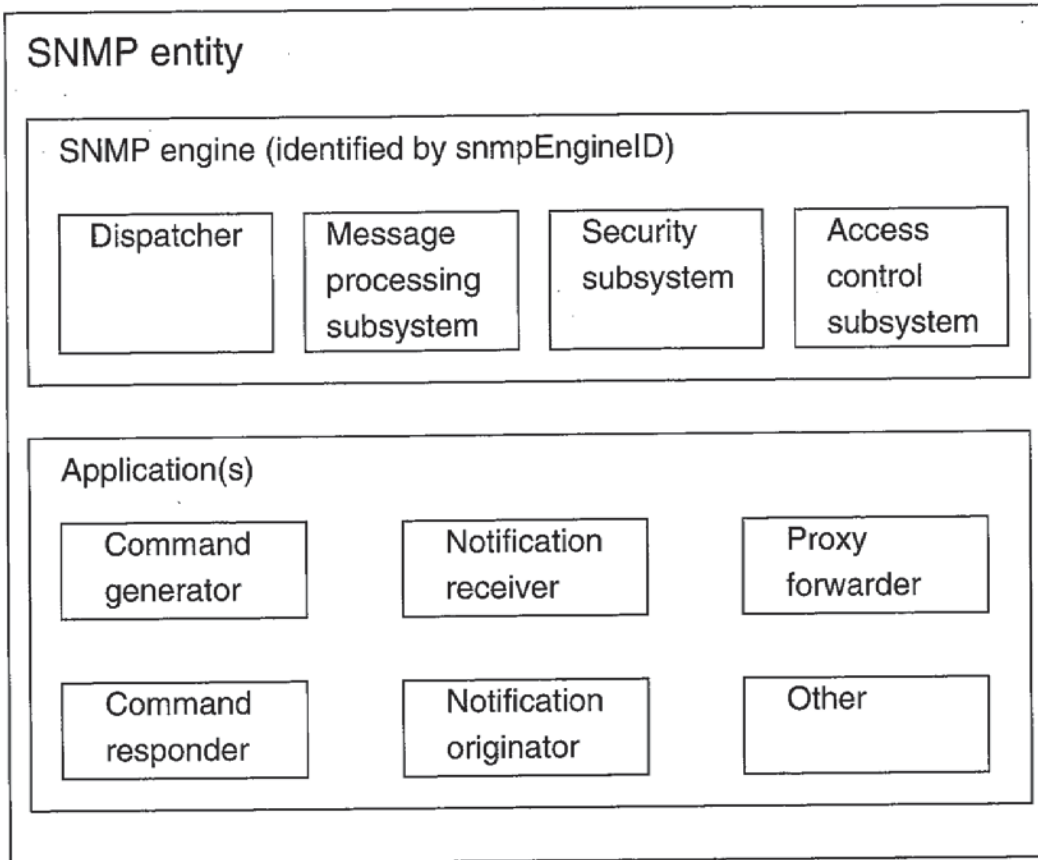 SNMP entity
SNMP engine (identified by snmpEngineID)
Dispatcher
Message
processing
subsystem
Security
subsystem
Access
control
subsystem
Application(s)
Command
generator
Notification
receiver
Proxy
forwarder
Command
responder
Notification
originator
Other